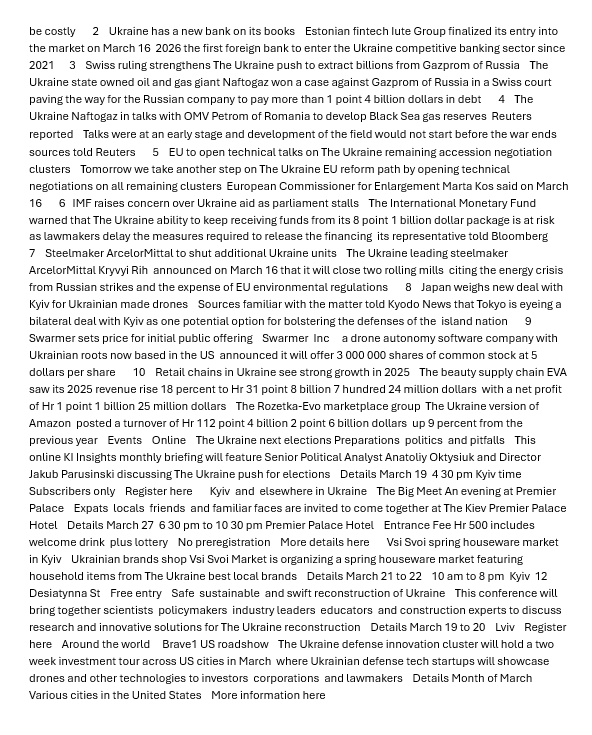 be costly 2 Ukraine has a new bank on its books Estonian fintech Iute Group finalized its entry into
the market on March 16 2026 the first foreign bank to enter the Ukraine competitive banking sector since
2021 3 Swiss ruling strengthens The Ukraine push to extract billions from Gazprom of Russia The
Ukraine state owned oil and gas giant Naftogaz won a case against Gazprom of Russia in a Swiss court
paving the way for the Russian company to pay more than 1 point 4 billion dollars in debt 4 The
Ukraine Naftogaz in talks with OMV Petrom of Romania to develop Black Sea gas reserves Reuters
reported Talks were at an early stage and development of the field would not start before the war ends
sources told Reuters 5 EU to open technical talks on The Ukraine remaining accession negotiation
clusters Tomorrow we take another step on The Ukraine EU reform path by opening technical
negotiations on all remaining clusters European Commissioner for Enlargement Marta Kos said on March
16 6 IMF raises concern over Ukraine aid as parliament stalls The International Monetary Fund
warned that The Ukraine ability to keep receiving funds from its 8 point 1 billion dollar package is at risk
as lawmakers delay the measures required to release the financing its representative told Bloomberg
7 Steelmaker ArcelorMittal to shut additional Ukraine units The Ukraine leading steelmaker
ArcelorMittal Kryvyi Rih announced on March 16 that it will close two rolling mills citing the energy crisis
from Russian strikes and the expense of EU environmental regulations 8 Japan weighs new deal with
Kyiv for Ukrainian made drones Sources familiar with the matter told Kyodo News that Tokyo is eyeing a
bilateral deal with Kyiv as one potential option for bolstering the defenses of the island nation 9
Swarmer sets price for initial public offering Swarmer Inc a drone autonomy software company with
Ukrainian roots now based in the US announced it will offer 3 000 000 shares of common stock at 5
dollars per share 10 Retail chains in Ukraine see strong growth in 2025 The beauty supply chain EVA
saw its 2025 revenue rise 18 percent to Hr 31 point 8 billion 7 hundred 24 million dollars with a net profit
of Hr 1 point 1 billion 25 million dollars The Rozetka-Evo marketplace group The Ukraine version of
Amazon posted a turnover of Hr 112 point 4 billion 2 point 6 billion dollars up 9 percent from the
previous year Events Online The Ukraine next elections Preparations politics and pitfalls This
online KI Insights monthly briefing will feature Senior Political Analyst Anatoliy Oktysiuk and Director
Jakub Parusinski discussing The Ukraine push for elections Details March 19 4 30 pm Kyiv time
Subscribers only Register here Kyiv and elsewhere in Ukraine The Big Meet An evening at Premier
Palace Expats locals friends and familiar faces are invited to come together at The Kiev Premier Palace
Hotel Details March 27 6 30 pm to 10 30 pm Premier Palace Hotel Entrance Fee Hr 500 includes
welcome drink plus lottery No preregistration More details here Vsi Svoi spring houseware market
in Kyiv Ukrainian brands shop Vsi Svoi Market is organizing a spring houseware market featuring
household items from The Ukraine best local brands Details March 21 to 22 10 am to 8 pm Kyiv 12
Desiatynna St Free entry Safe sustainable and swift reconstruction of Ukraine This conference will
bring together scientists policymakers industry leaders educators and construction experts to discuss
research and innovative solutions for The Ukraine reconstruction Details March 19 to 20 Lviv Register
here Around the world Brave1 US roadshow The Ukraine defense innovation cluster will hold a two
week investment tour across US cities in March where Ukrainian defense tech startups will showcase
drones and other technologies to investors corporations and lawmakers Details Month of March
Various cities in the United States More information here